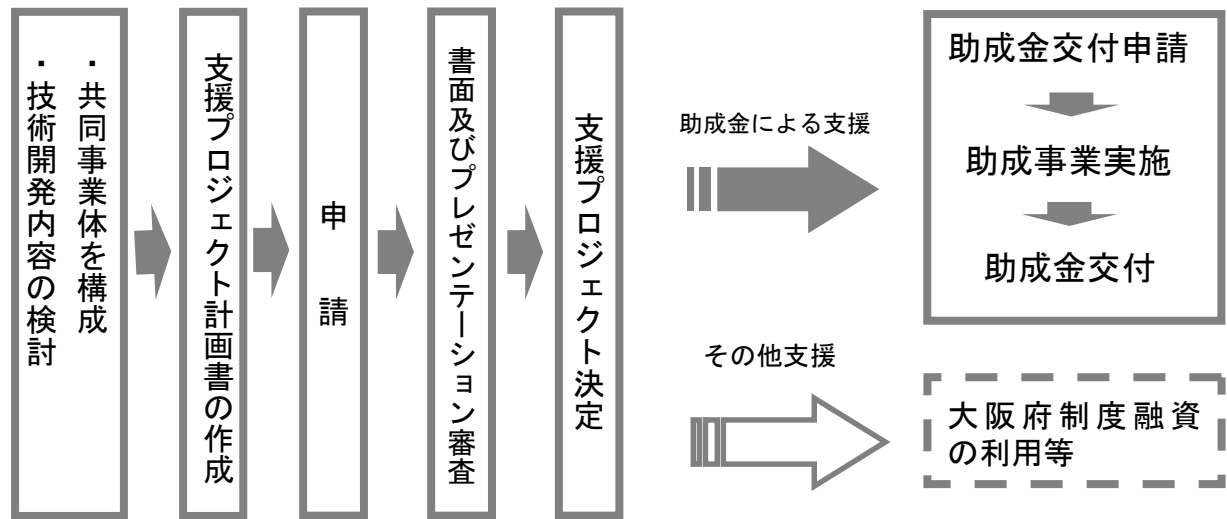 ・共同事業体を構成
・技術開発内容の検討
支援プロジェクト計画書の作成
申請
書面及びプレゼンテーション審査
支援プロジェクト決定
助成金による支援
助成金交付申請
助成事業実施
助成金交付
その他支援
大阪府制度融資
の利用等